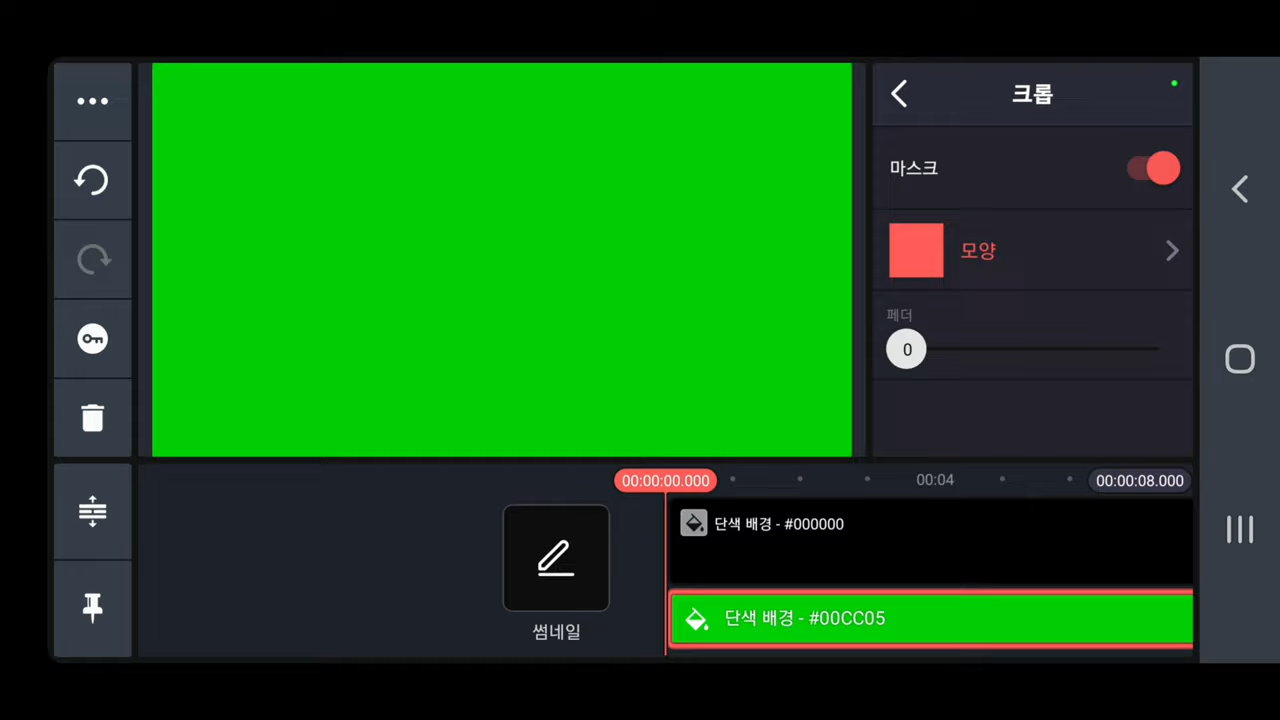 크롭
마스크
모양
페더
0
00:00:00.000
00:04
00:00:08.000
단색 배경 - #000000
썸네일
단색 배경 - #00CC05